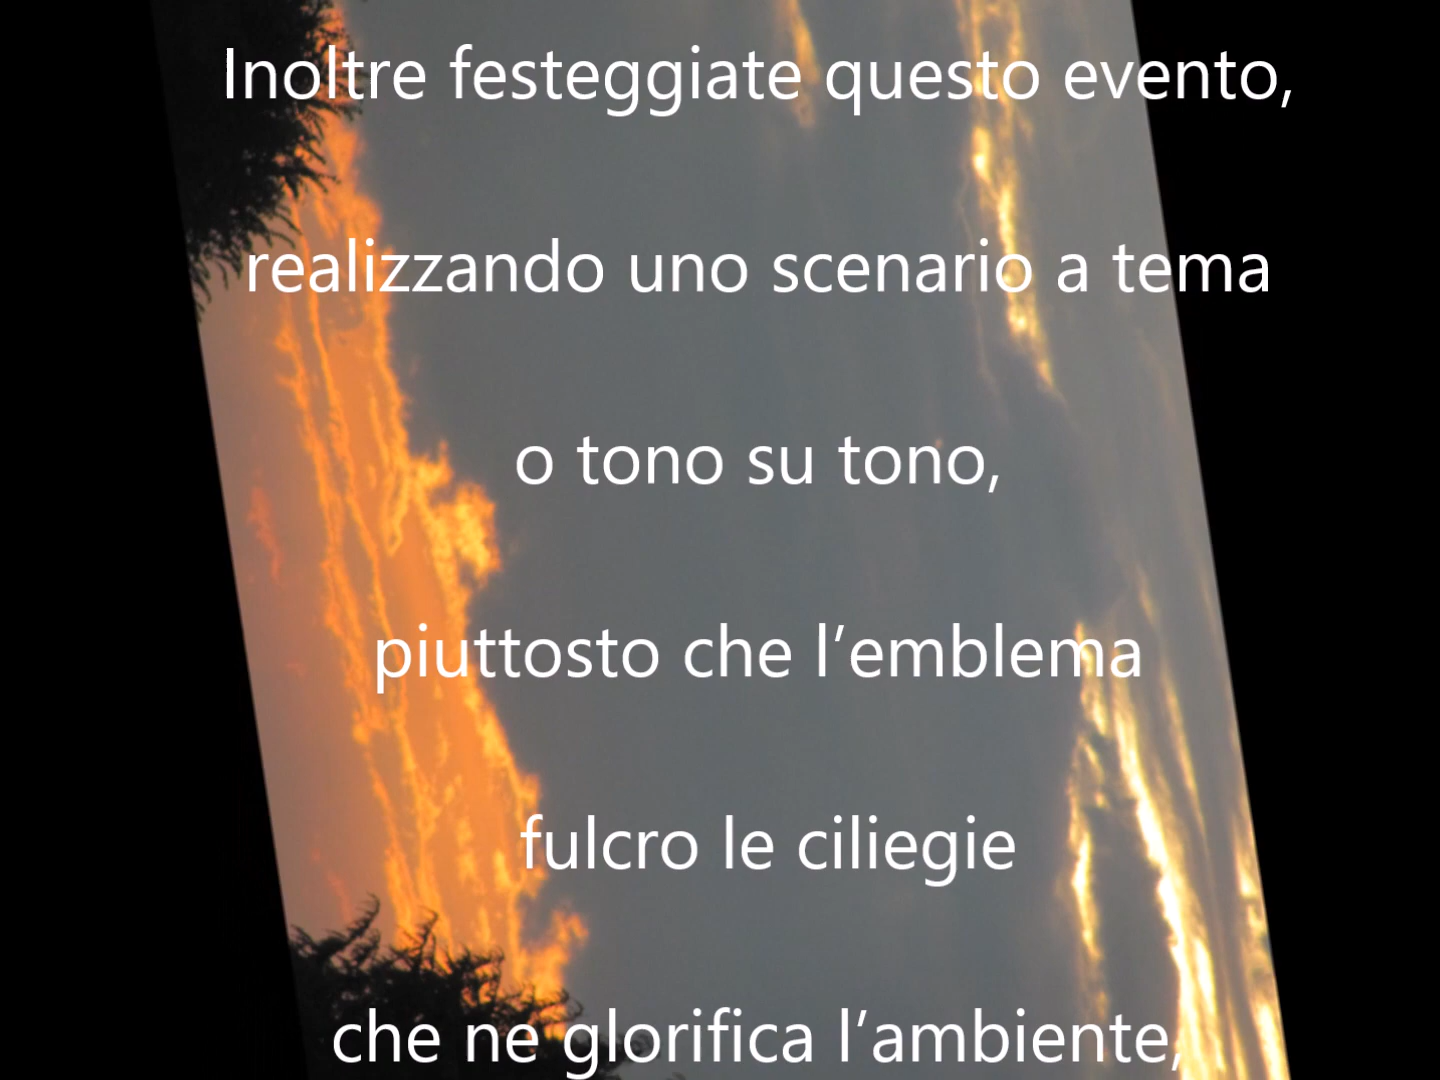 Inoltre festeggiate questo evento,
realizzando uno scenario a tema
o tono su tono,
piuttosto che l’emblema
fulcro le ciliegie
che ne glorifica l’ambiente,